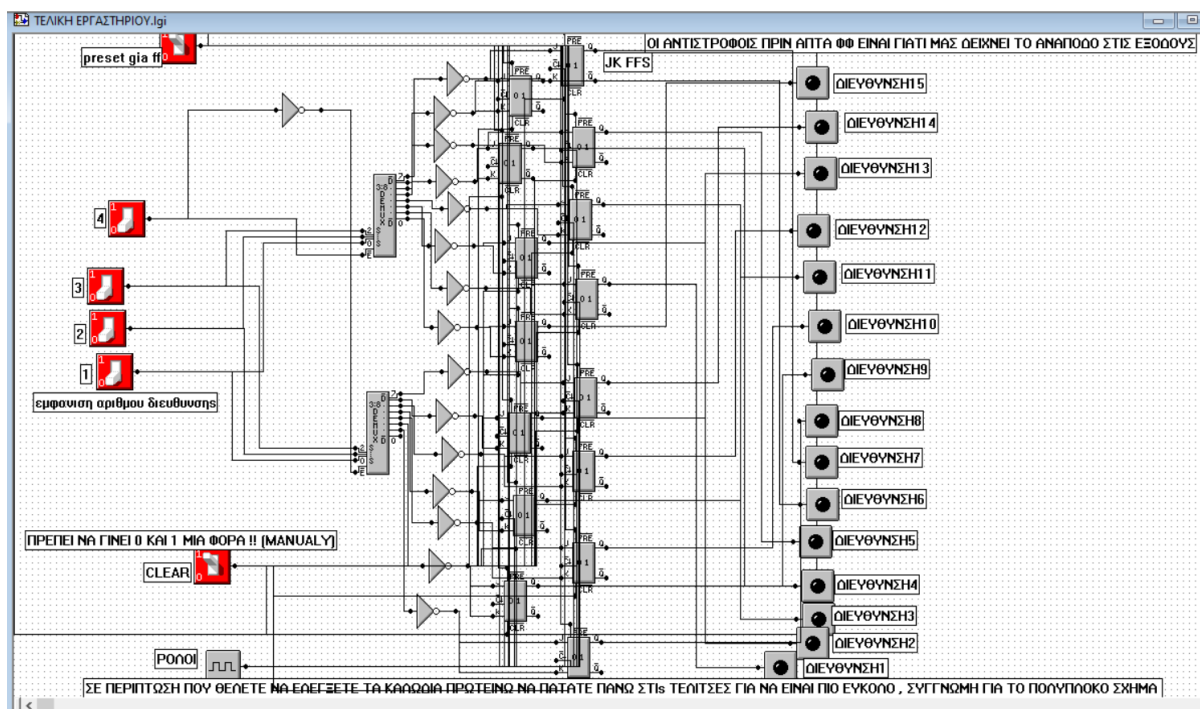 ΤΕΛΙΚΗ ΕΡΓΑΣΤΗΡΙΟΥ.lgi
ΟΙ ΑΝΤΙΣΤΡΟΦΟΙΣ ΠΡΙΝ ΑΠΤΑ ΦΦ ΕΙΝΑΙ ΓΙΑΤΙ ΜΑΣ ΔΕΙΧΝΕΙ ΤΟ ΑΝΑΠΟΔΟ ΣΤΙΣ ΕΞΟΔΟΥΣ
preset gia ff
JK FFS
ΔΙΕΥΘΥΝΣΗ15
ΔΙΕΥΘΥΝΣΗ14
ΔΙΕΥΘΥΝΣΗ13
4
ΔΙΕΥΘΥΝΣΗ12
3
ΔΙΕΥΘΥΝΣΗ11
2
ΔΙΕΥΘΥΝΣΗ10
1
ΔΙΕΥΘΥΝΣΗ9
εμφανιση αριθμου διευθυνσης
ΔΙΕΥΘΥΝΣΗ8
ΔΙΕΥΘΥΝΣΗ7
ΔΙΕΥΘΥΝΣΗ6
ΠΡΕΠΕΙ ΝΑ ΓΙΝΕΙ 0 ΚΑΙ 1 ΜΙΑ ΦΟΡΑ !! (MANUALY)
ΔΙΕΥΘΥΝΣΗ5
CLEAR
ΔΙΕΥΘΥΝΣΗ4
ΔΙΕΥΘΥΝΣΗ3
ΔΙΕΥΘΥΝΣΗ2
ΡΟΛΟΙ
ΔΙΕΥΘΥΝΣΗ1
ΣΕ ΠΕΡΙΠΤΩΣΗ ΠΟΥ ΘΕΛΕΤΕ ΝΑ ΕΛΕΓΞΕΤΕ ΤΑ ΚΑΛΩΔΙΑ ΠΡΩΤΕΙΝΩ ΝΑ ΠΑΤΑΤΕ ΠΑΝΩ ΣΤΙς ΤΕΛΙΤΣΕΣ ΓΙΑ ΝΑ ΕΙΝΑΙ ΠΙΟ ΕΥΚΟΛΟ , ΣΥΓΓΝΩΜΗ ΓΙΑ ΤΟ ΠΟΛΥΠΛΟΚΟ ΣΧΗΜΑ